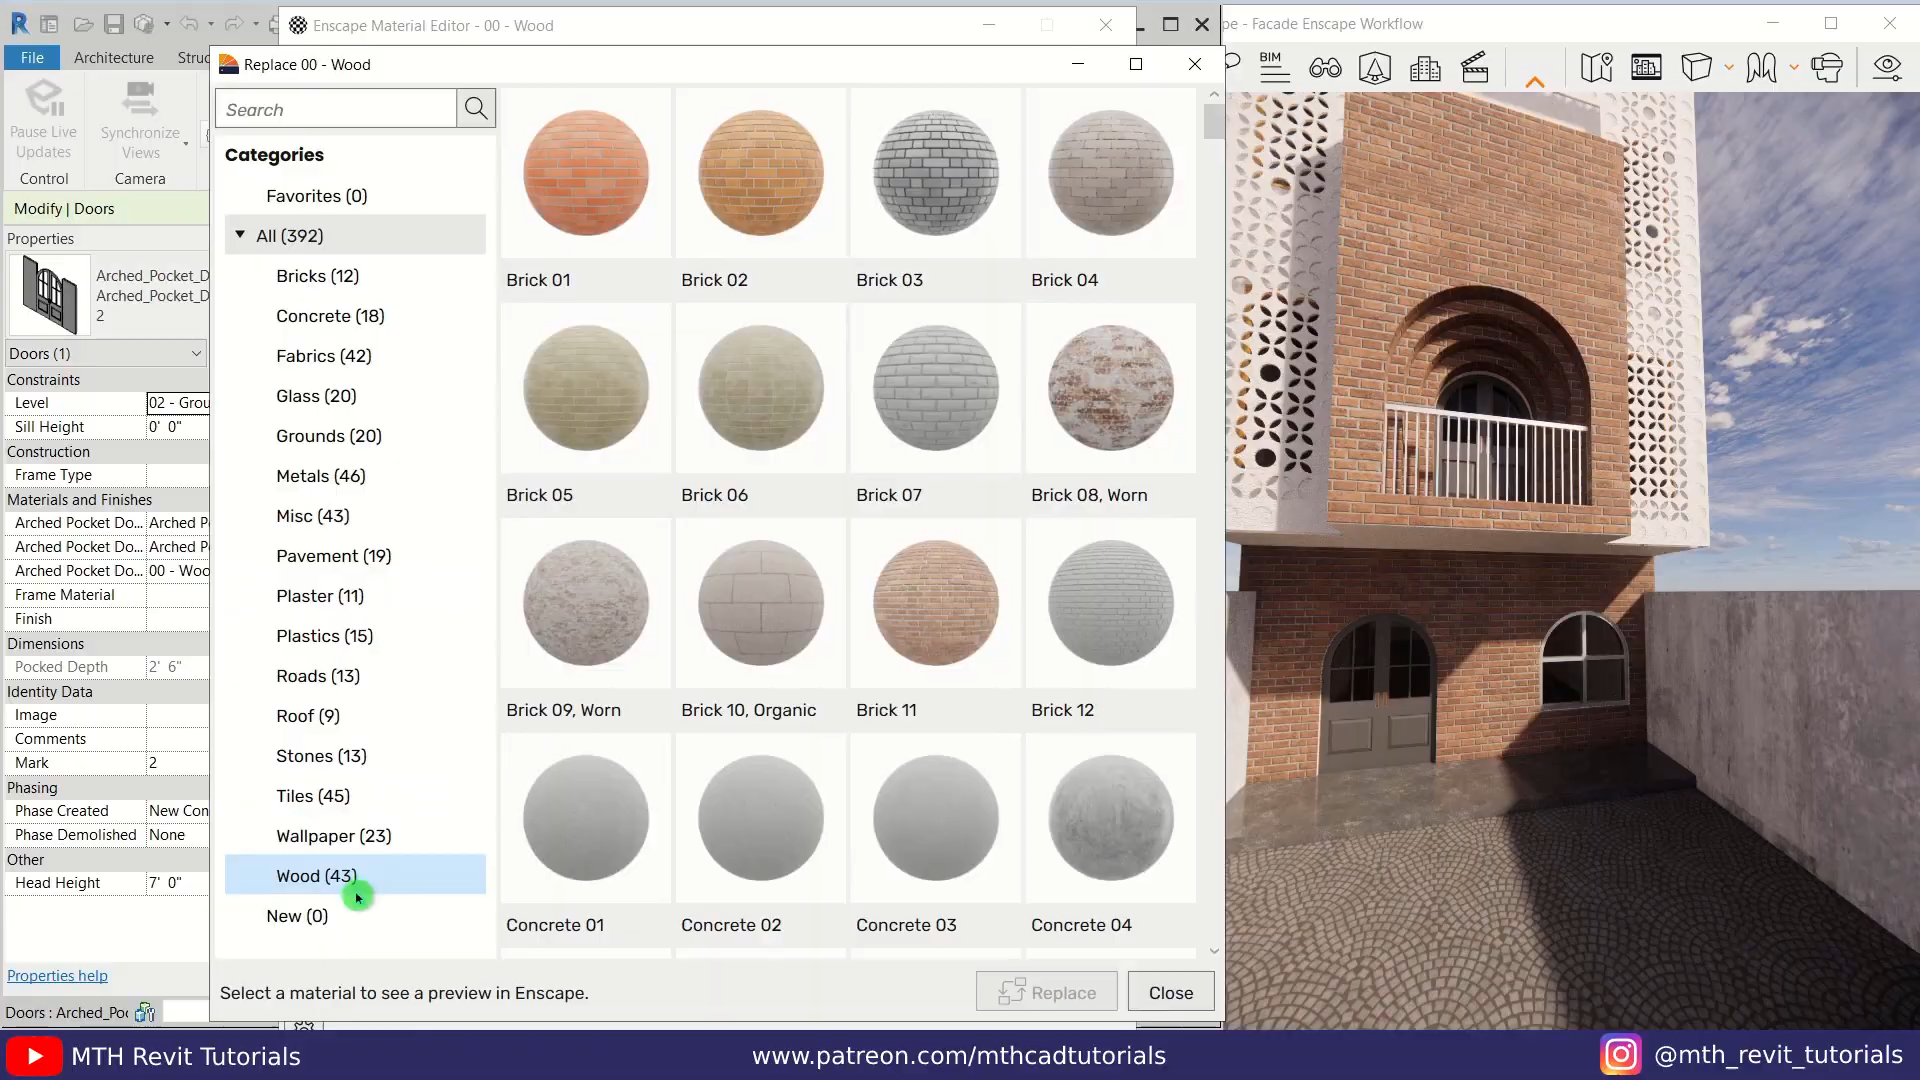 Enscape Material Editor - 00 - Wood
pe - Facade Enscape Workflow
File
Architecture
Struc
Replace 00 - Wood
BIM
Pause Live
Updates
Synchronize
Views
Control
Camera
Modify | Doors
Properties
Arched_Pocket_D
Arched_Pocket_D
2
Doors (1)
Constraints
Level
02 - Grou
Sill Height
0'  0"
Construction
Frame Type
Materials and Finishes
Arched Pocket Do...
Arched P
Arched Pocket Do...
Arched P
Arched Pocket Do...
00 - Woo
Frame Material
Finish
Dimensions
Pocked Depth
2'  6"
Identity Data
Image
Comments
Mark
2
Phasing
Phase Created
New Con
Phase Demolished
None
Other
Head Height
7'  0"
Properties help
Doors : Arched_Poc
Search
Categories
Favorites (0)
All (392)
Bricks (12)
Concrete (18)
Fabrics (42)
Glass (20)
Grounds (20)
Metals (46)
Misc (43)
Pavement (19)
Plaster (11)
Plastics (15)
Roads (13)
Roof (9)
Stones (13)
Tiles (45)
Wallpaper (23)
Wood (43)
New (0)
Brick 01
Brick 02
Brick 03
Brick 04
Brick 05
Brick 06
Brick 07
Brick 08, Worn
Brick 09, Worn
Brick 10, Organic
Brick 11
Brick 12
Concrete 01
Concrete 02
Concrete 03
Concrete 04
Select a material to see a preview in Enscape.
Replace
Close
MTH Revit Tutorials
www.patreon.com/mthcadtutorials
@mth_revit_tutorials